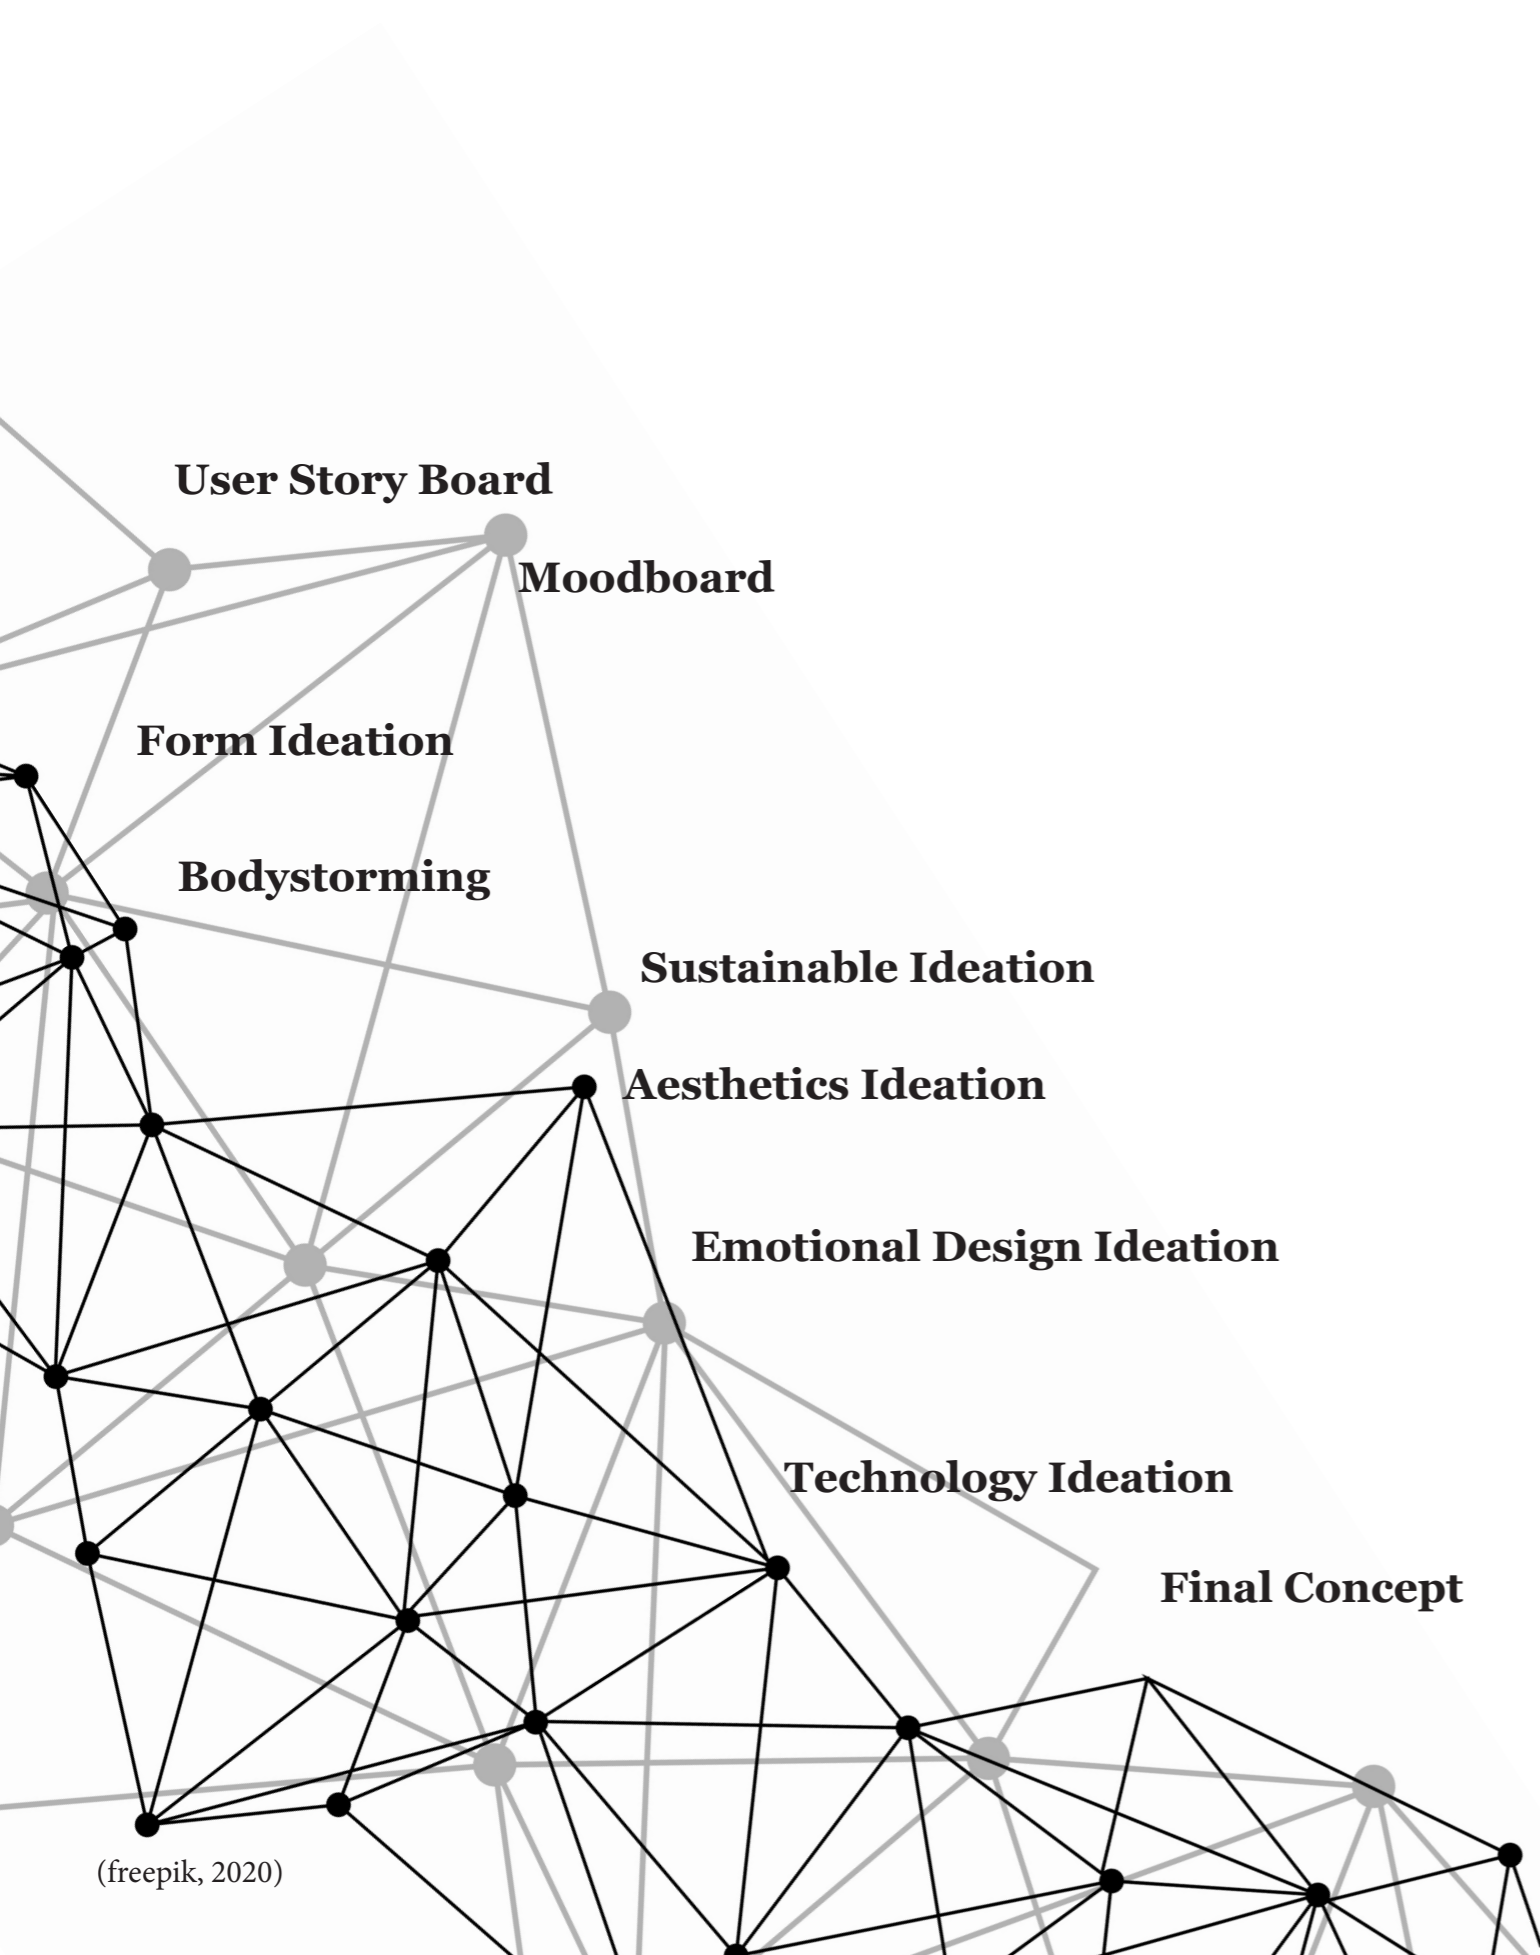 User Story Board
Moodboard
Form Ideation
Bodystorming
Sustainable Ideation
Aesthetics Ideation
Emotional Design Ideation
Technology Ideation
Final Concept
(freepik, 2020)